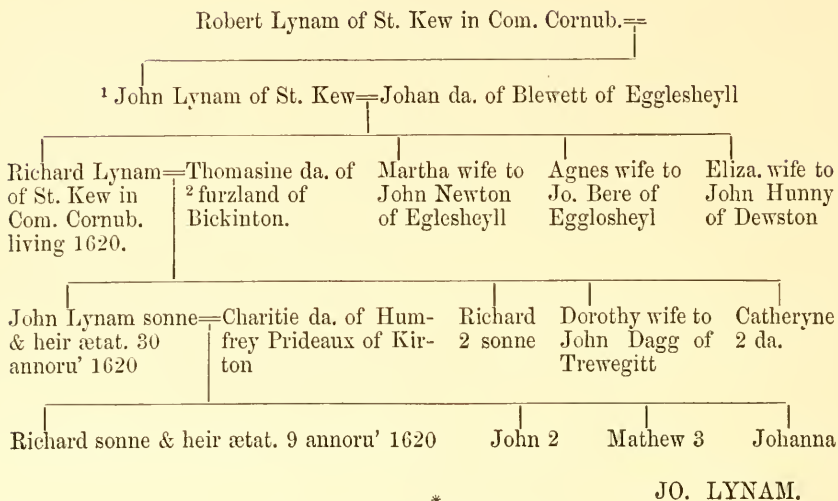 Robert Lynam of St. Kew in Com. Cornub.==
¹ John Lynam of St. Kew==Johan da. of Blewett of Egglesheyll
Richard Lynam==
of St. Kew in
Com. Cornub.
living 1620.
Thomasine da. of
² furzland of
Bickinton.
Martha wife to
John Newton
of Eglesheyll
Agnes wife to
Jo. Bere of
Egglosheyl
Eliza. wife to
John Hunny
of Dewston
John Lynam sonne==
& heir ætat. 30
annoru' 1620
Charitie da. of Hum-
frey Prideaux of Kir-
ton
Richard
2 sonne
Dorothy wife to
John Dagg of
Trewegitt
Catheryne
2 da.
Richard sonne & heir ætat. 9 annoru' 1620
John 2
Mathew 3
Johanna
JO. LYNAM.
*